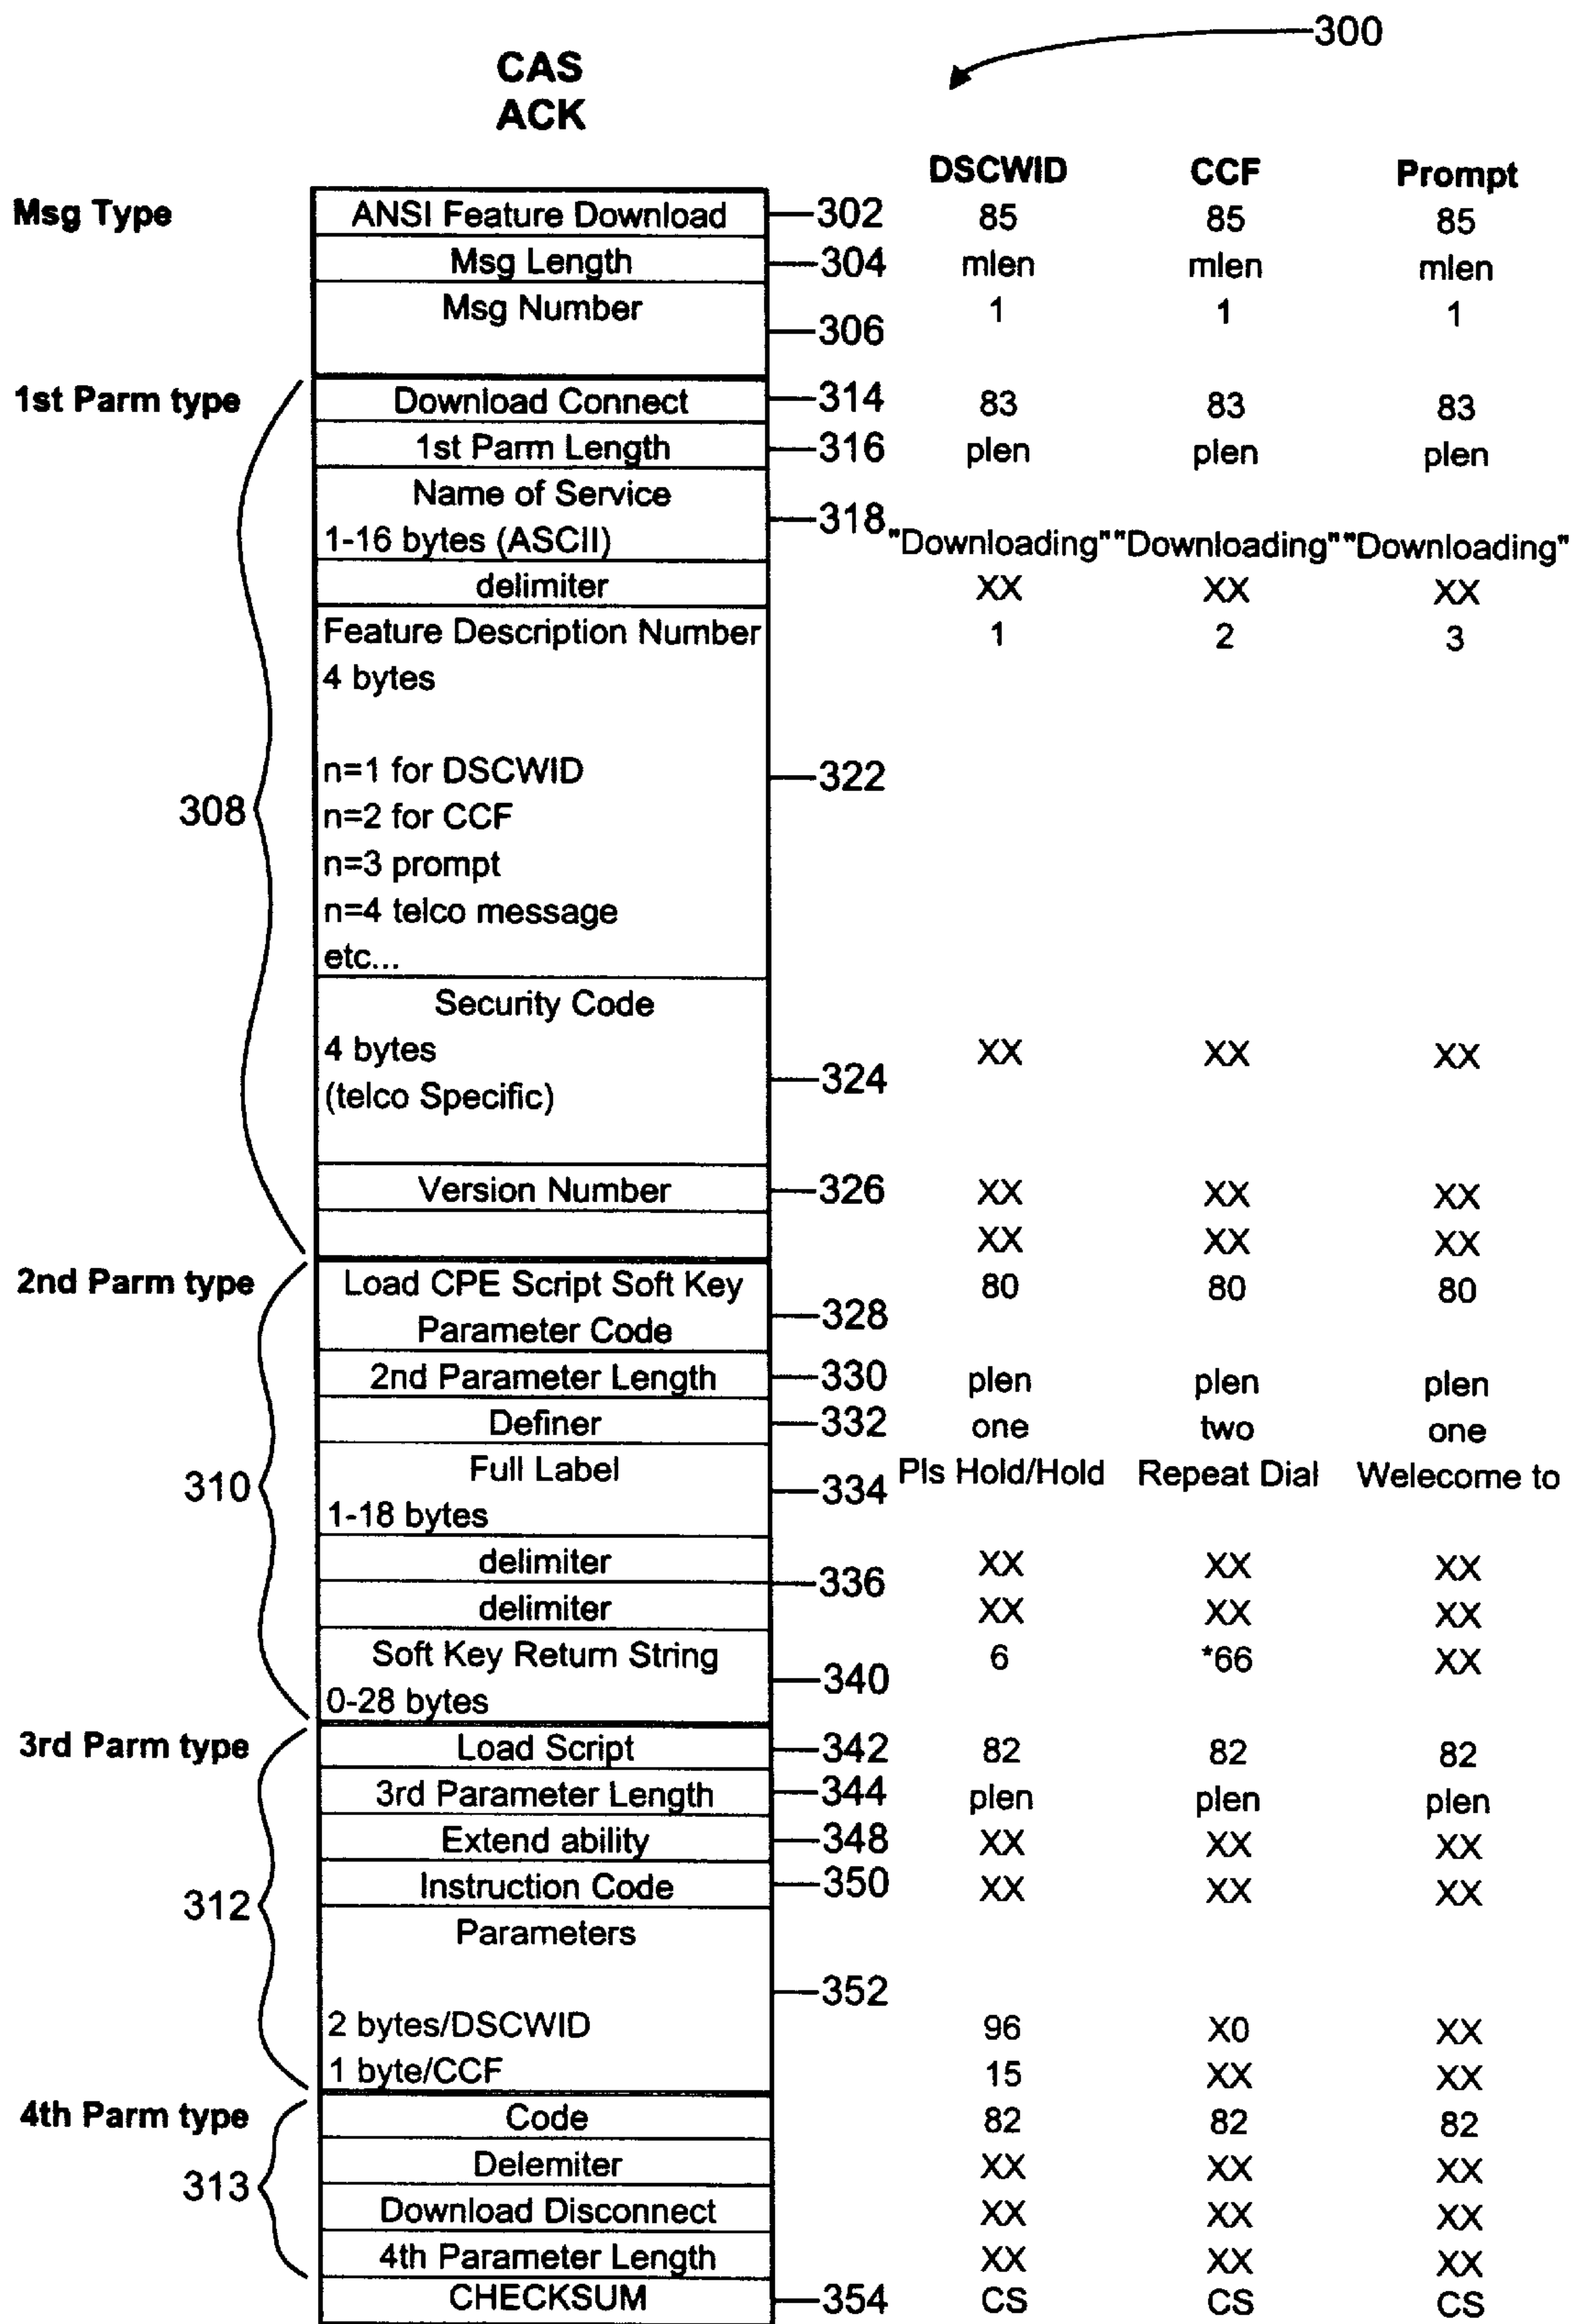 300
CAS
ACK
DSCWID CCF Prompt
Msg Type ANSI Feature Download 302 85 85 85
Msg Length 304 mlen mlen mlen
Msg Number 306 1 1 1
1st Parm type Download Connect 314 83 83 83
1st Parm Length 316 plen plen plen
Name of Service 318
1-16 bytes (ASCII) "Downloading" "Downloading" "Downloading"
delimiter XX XX XX
Feature Description Number 1 2 3
4 bytes
n=1 for DSCWID 322
308 n=2 for CCF
n=3 prompt
n=4 telco message
etc...
Security Code
4 bytes XX XX XX
(telco Specific) 324
Version Number 326 XX XX XX
XX XX XX
2nd Parm type Load CPE Script Soft Key 80 80 80
Parameter Code 328
2nd Parameter Length 330 plen plen plen
Definer 332 one two one
310 Full Label 334 Pls Hold/Hold Repeat Dial Welecome to
1-18 bytes
delimiter XX XX XX
336
delimiter XX XX XX
Soft Key Return String 6 *66 XX
0-28 bytes 340
3rd Parm type Load Script 342 82 82 82
3rd Parameter Length 344 plen plen plen
Extend ability 348 XX XX XX
Instruction Code 350 XX XX XX
312 Parameters
352
2 bytes/DSCWID 96 X0 XX
1 byte/CCF 15 XX XX
4th Parm type Code 82 82 82
Delemiter XX XX XX
313 Download Disconnect XX XX XX
4th Parameter Length XX XX XX
CHECKSUM 354 CS CS CS